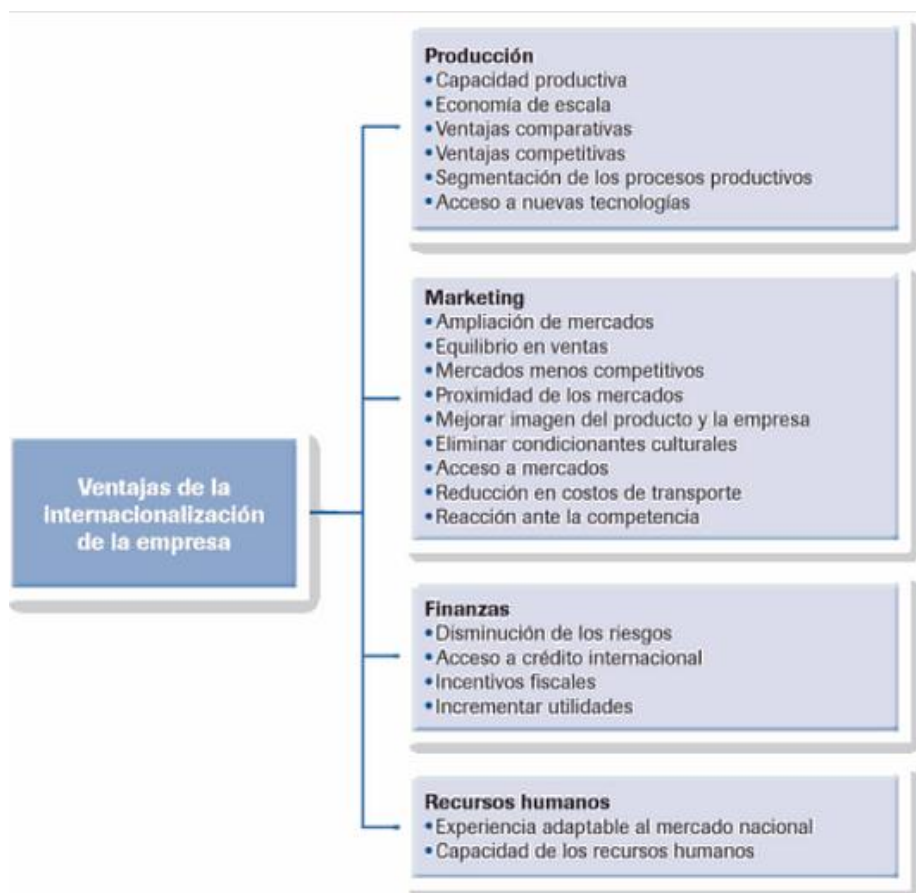 Ventajas de la
internacionalización
de la empresa
Producción
• Capacidad productiva
• Economía de escala
• Ventajas comparativas
• Ventajas competitivas
• Segmentación de los procesos productivos
• Acceso a nuevas tecnologías
Marketing
• Ampliación de mercados
• Equilibrio en ventas
• Mercados menos competitivos
• Proximidad de los mercados
• Mejorar imagen del producto y la empresa
• Eliminar condicionantes culturales
• Acceso a mercados
• Reducción en costos de transporte
• Reacción ante la competencia
Finanzas
• Disminución de los riesgos
• Acceso a crédito internacional
• Incentivos fiscales
• Incrementar utilidades
Recursos humanos
• Experiencia adaptable al mercado nacional
• Capacidad de los recursos humanos